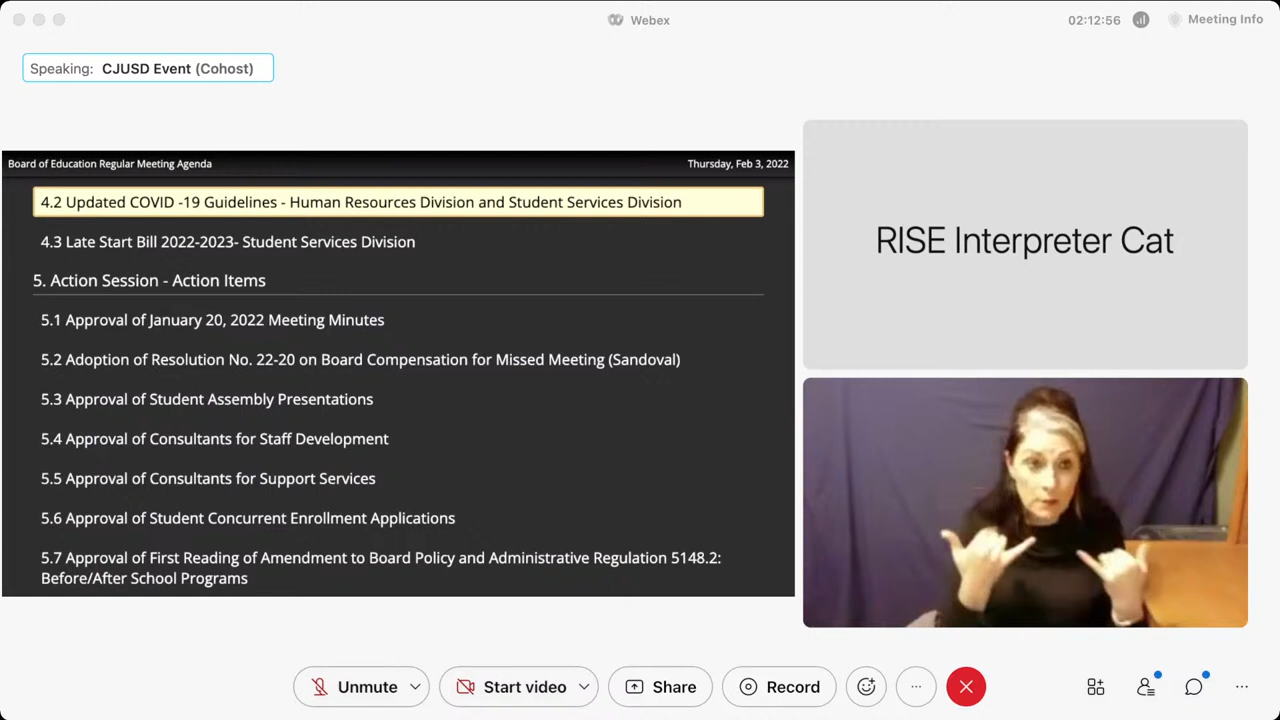 Webex
02:12:56
Meeting Info
Speaking: CJUSD Event (Cohost)
Board of Education Regular Meeting Agenda
Thursday, Feb 3, 2022
4.2 Updated COVID -19 Guidelines - Human Resources Division and Student Services Division
4.3 Late Start Bill 2022-2023- Student Services Division
5. Action Session - Action Items
5.1 Approval of January 20, 2022 Meeting Minutes
5.2 Adoption of Resolution No. 22-20 on Board Compensation for Missed Meeting (Sandoval)
5.3 Approval of Student Assembly Presentations
5.4 Approval of Consultants for Staff Development
5.5 Approval of Consultants for Support Services
5.6 Approval of Student Concurrent Enrollment Applications
5.7 Approval of First Reading of Amendment to Board Policy and Administrative Regulation 5148.2:
Before/After School Programs
RISE Interpreter Cat
Unmute
Start video
Share
Record